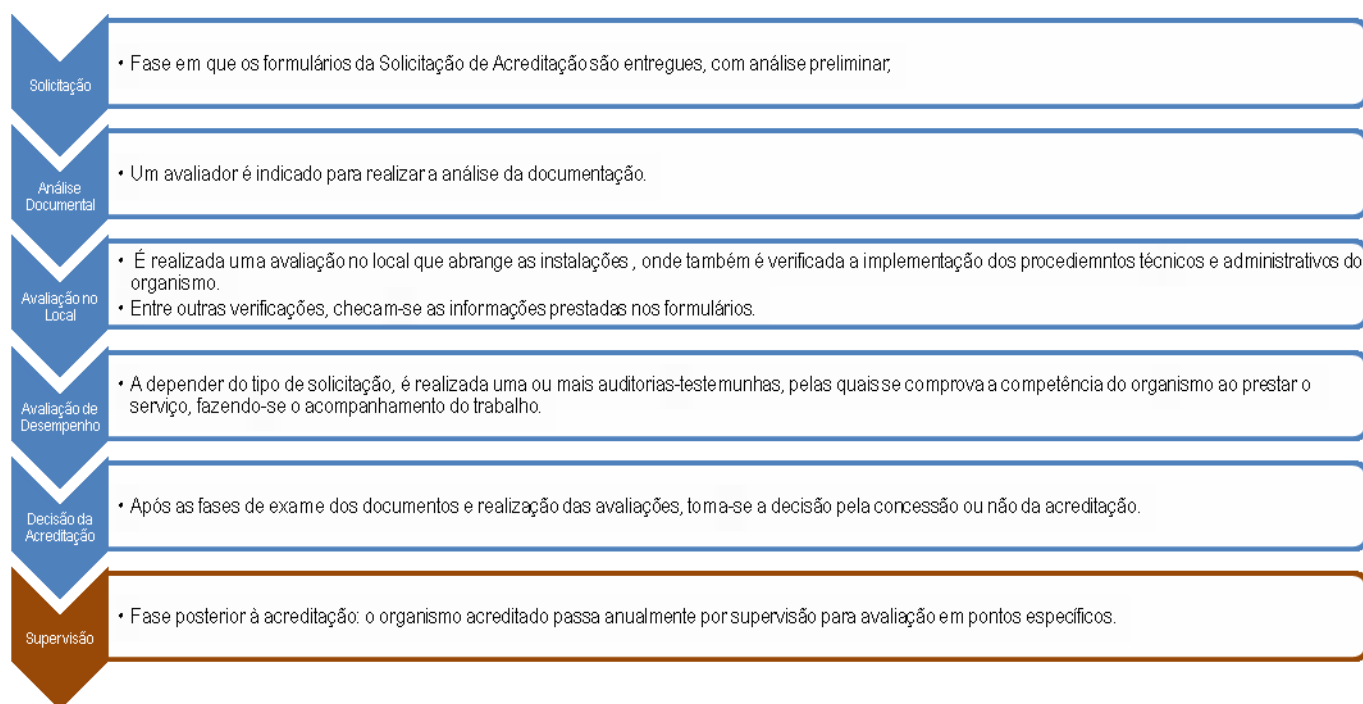 Solicitação
• Fase em que os formulários da Solicitação de Acreditação são entregues, com análise preliminar;
Análise
Documental
• Um avaliador é indicado para realizar a análise da documentação.
Avaliação no
Local
• É realizada uma avaliação no local que abrange as instalações , onde também é verificada a implementação dos procediemntos técnicos e administrativos do
organismo.
• Entre outras verificações, checam-se as informações prestadas nos formulários.
Avaliação de
Desempenho
• A depender do tipo de solicitação, é realizada uma ou mais auditorias-testemunhas, pelas quais se comprova a competência do organismo ao prestar o
serviço, fazendo-se o acompanhamento do trabalho.
Decisão da
Acreditação
• Após as fases de exame dos documentos e realização das avaliações, toma-se a decisão pela concessão ou não da acreditação.
Supervisão
• Fase posterior à acreditação: o organismo acreditado passa anualmente por supervisão para avaliação em pontos específicos.